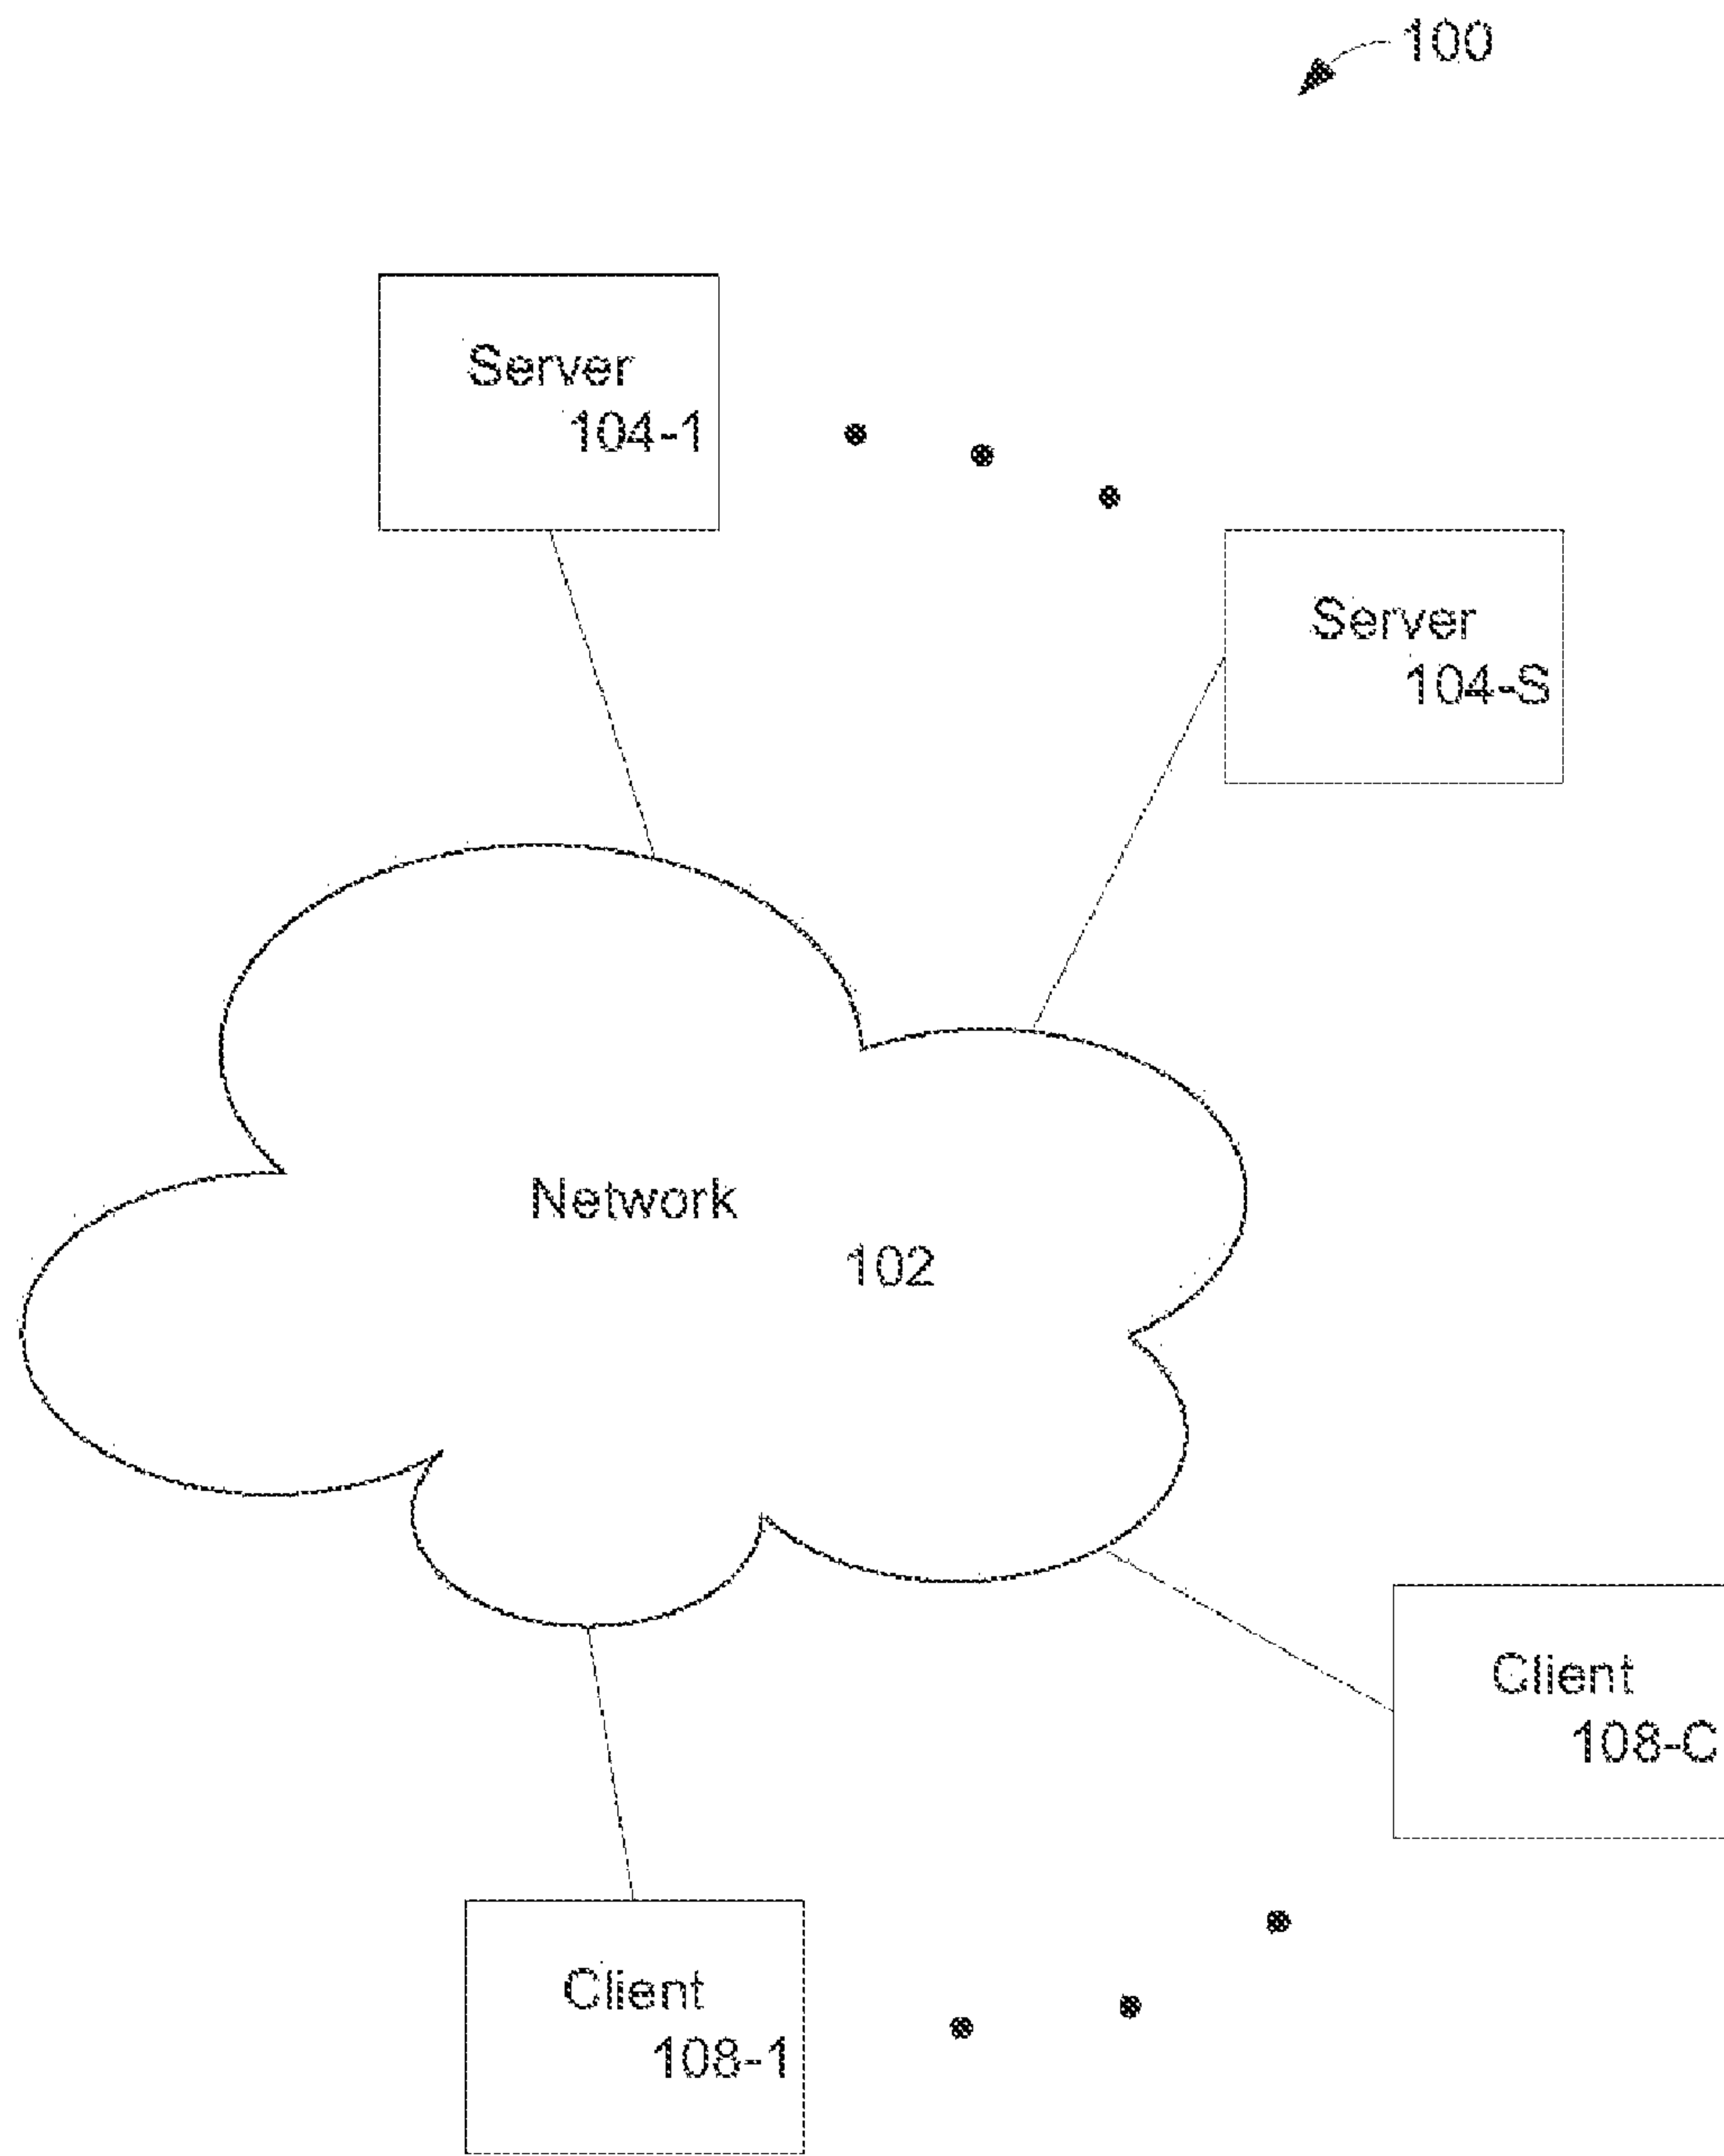 100
Server
104-1
Server
104-S
Network
102
Client
108-C
Client
108-1